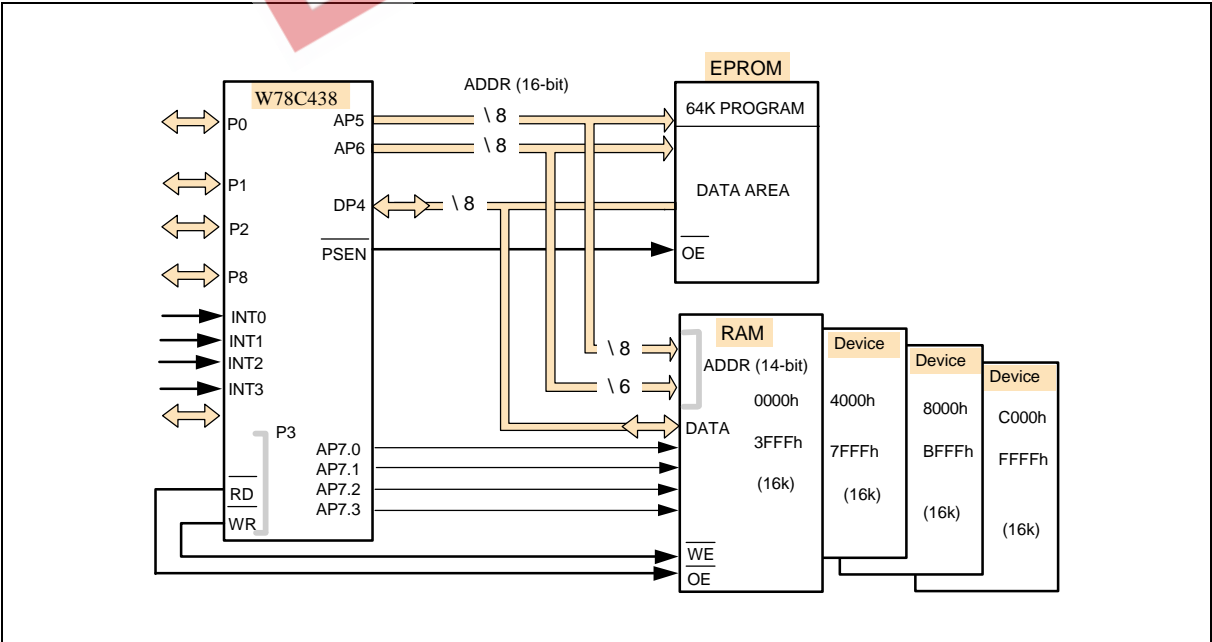 EPROM
ADDR (16-bit)
W78C438
64K PROGRAM
P0
AP5
\ 8
AP6
\ 8
P1
DATA AREA
DP4
\ 8
P2
PSEN
OE
P8
INT0
RAM
INT1
\ 8
Device
INT2
ADDR (14-bit)
Device
INT3
\ 6
Device
0000h
4000h
8000h
C000h
P3
DATA
3FFFh
7FFFh
BFFFh
FFFFh
AP7.0
AP7.1
(16k)
(16k)
RD
AP7.2
(16k)
WR
AP7.3
(16k)
WE
OE